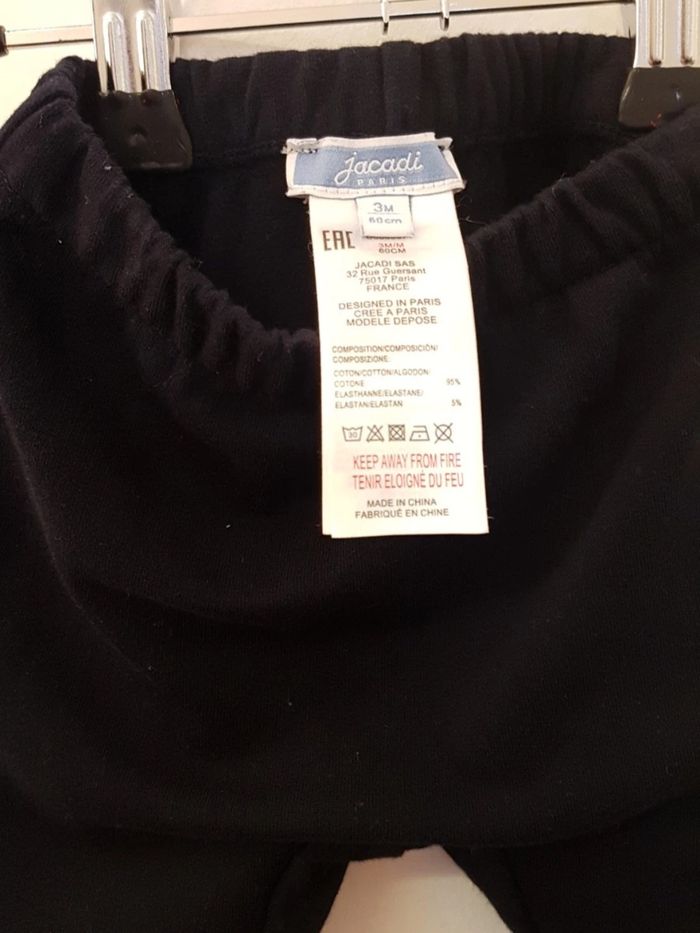 jacadi
PARIS
3M
60cm
EAC
3M/M
60CM
JACADI SAS
32 Rue Guersant
75017 Paris
FRANCE
DESIGNED IN PARIS
CREE A PARIS
MODELE DEPOSE
COMPOSITION/COMPOSICIÓN/
COMPOSIZIONE:
COTON/COTTON/ALGODON/
COTONE 95%
ELASTHANNE/ELASTANE/
ELASTAN/ELASTAN 5%
30
KEEP AWAY FROM FIRE
TENIR ELOIGNÉ DU FEU
MADE IN CHINA
FABRIQUÉ EN CHINE